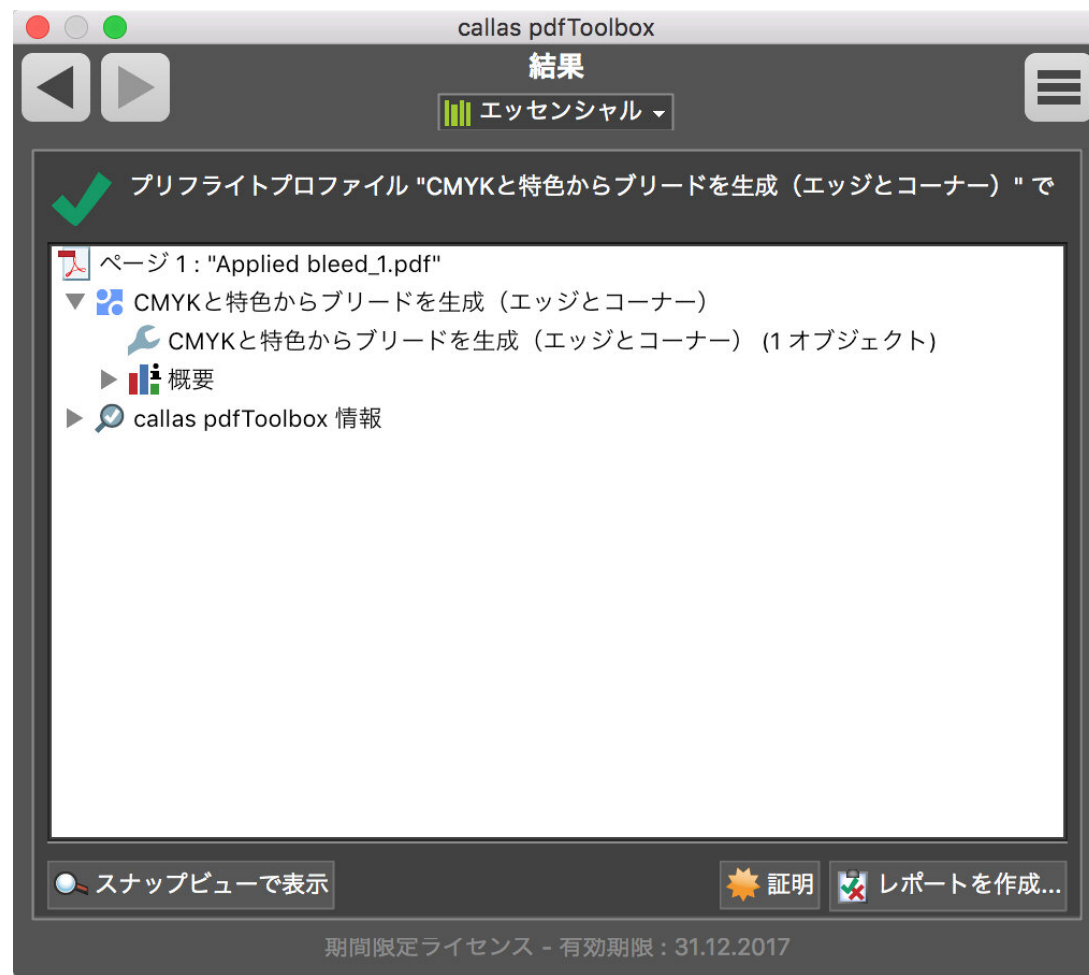 callas pdfToolbox
結果
エッセンシャル
プリフライトプロファイル "CMYKと特色からブリードを生成（エッジとコーナー）" で
ページ 1 : "Applied bleed_1.pdf"
CMYKと特色からブリードを生成（エッジとコーナー）
CMYKと特色からブリードを生成（エッジとコーナー） (1 オブジェクト)
概要
callas pdfToolbox 情報
スナップビューで表示
証明
レポートを作成...
期間限定ライセンス - 有効期限 : 31.12.2017